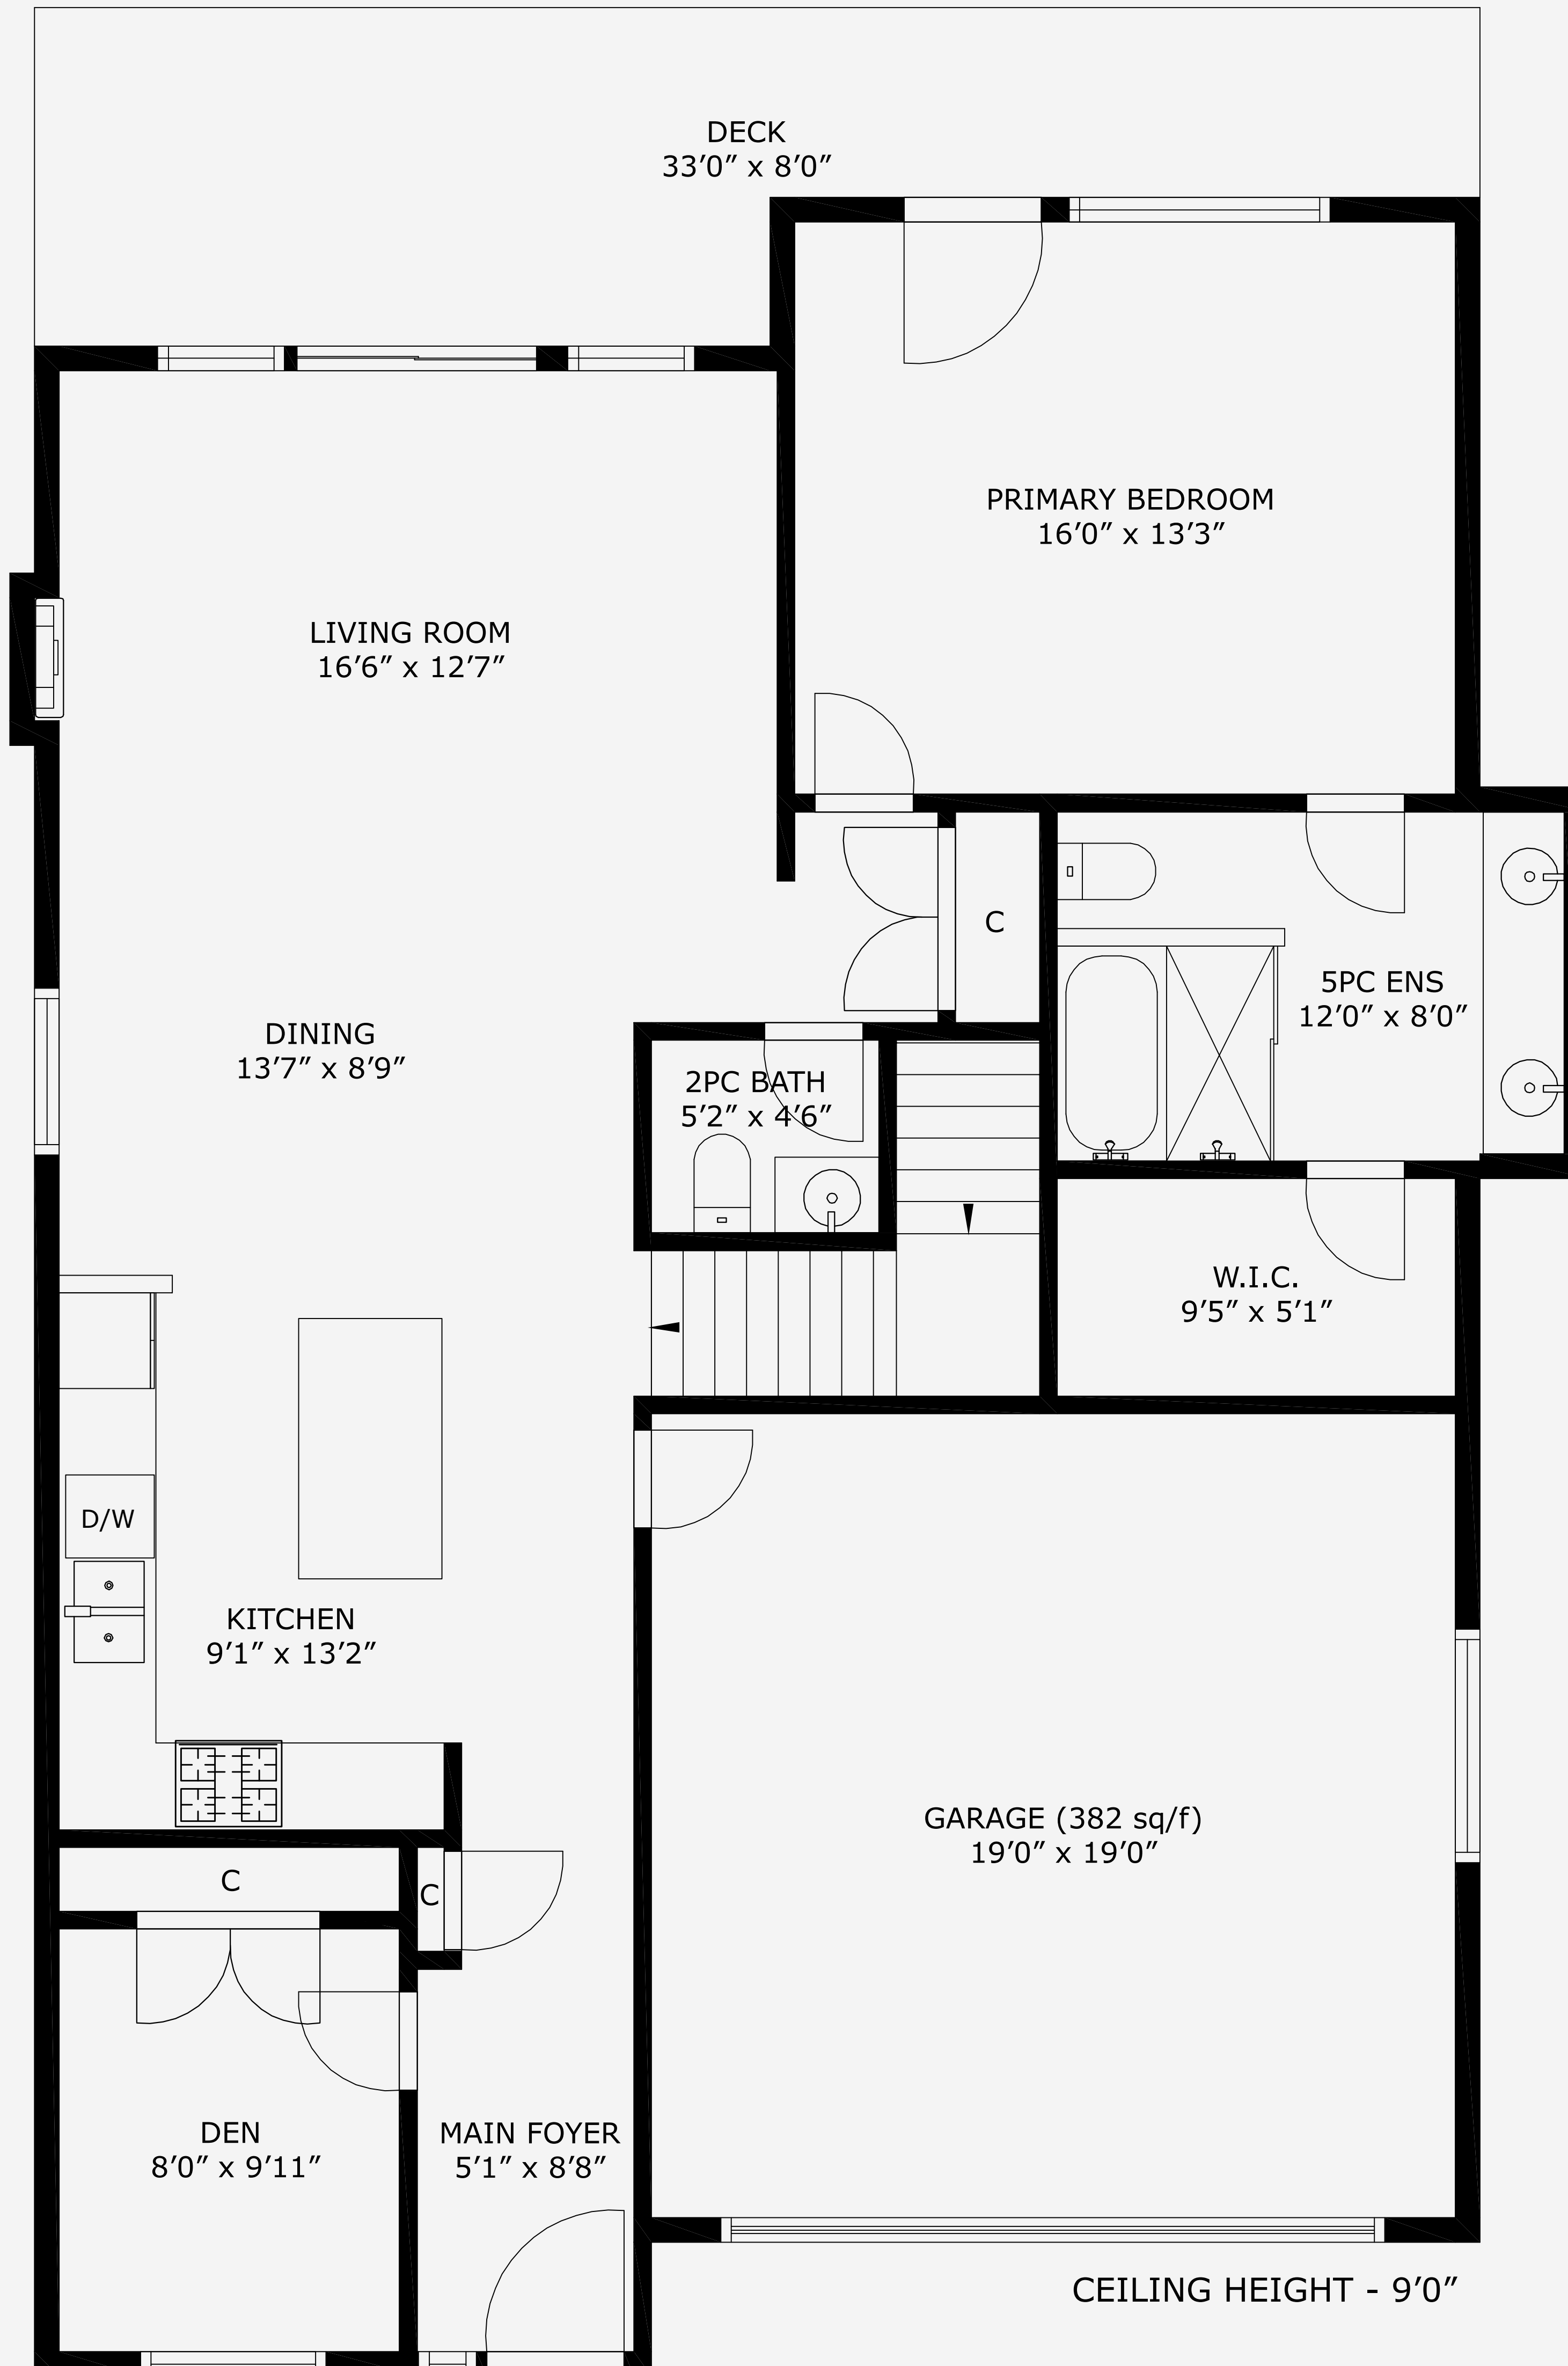 DECK
33’0” x 8’0”
PRIMARY BEDROOM
16’0” x 13’3”
LIVING ROOM
16’6” x 12’7”
C
5PC ENS
12’0” x 8’0”
DINING
13’7” x 8’9”
2PC BATH
5’2” x 4’6”
W.I.C.
9’5” x 5’1”
D/W
KITCHEN
9’1” x 13’2”
GARAGE (382 sq/f)
19’0” x 19’0”
C
C
DEN
8’0” x 9’11”
MAIN FOYER
5’1” x 8’8”
CEILING HEIGHT - 9’0”